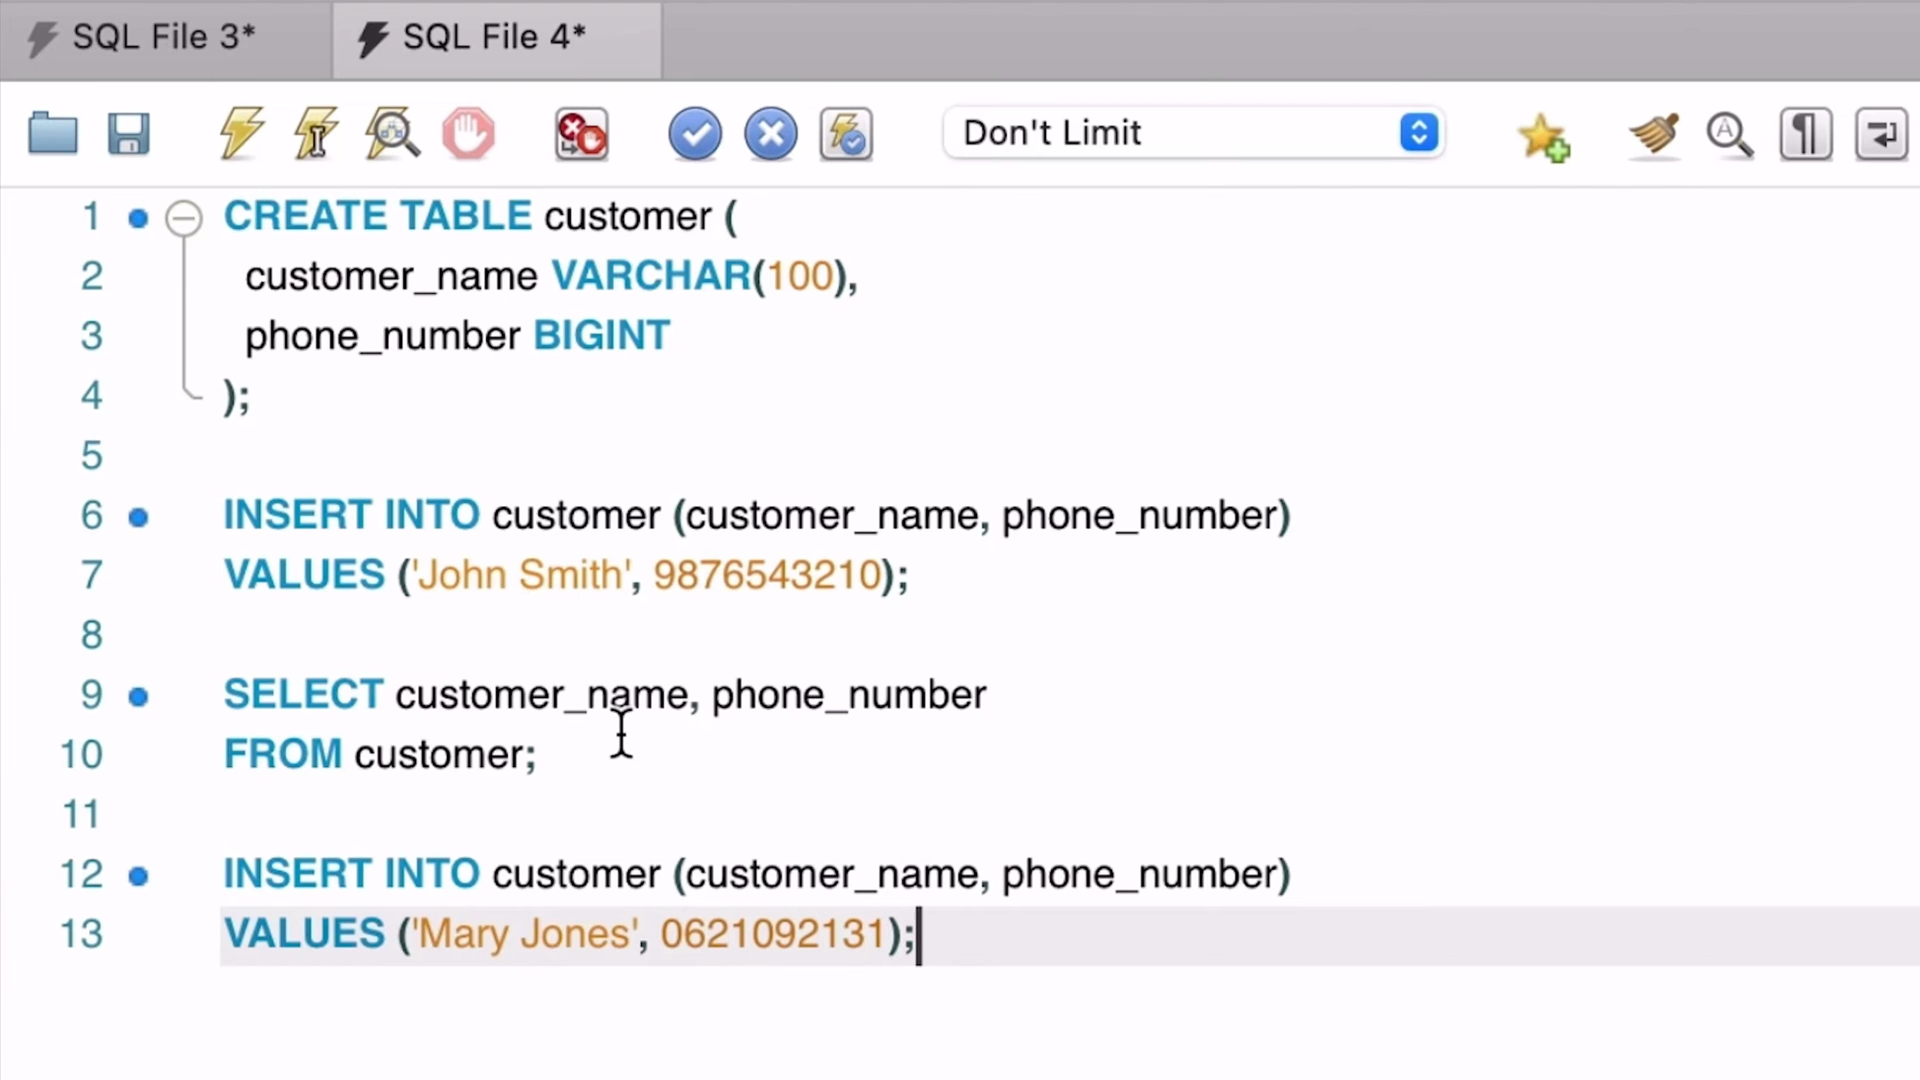 SQL File 3*
SQL File 4*
Don't Limit
1 CREATE TABLE customer (
2 customer_name VARCHAR(100),
3 phone_number BIGINT
4 );
5
6 INSERT INTO customer (customer_name, phone_number)
7 VALUES ('John Smith', 9876543210);
8
9 SELECT customer_name, phone_number
10 FROM customer;
11
12 INSERT INTO customer (customer_name, phone_number)
13 VALUES ('Mary Jones', 0621092131);